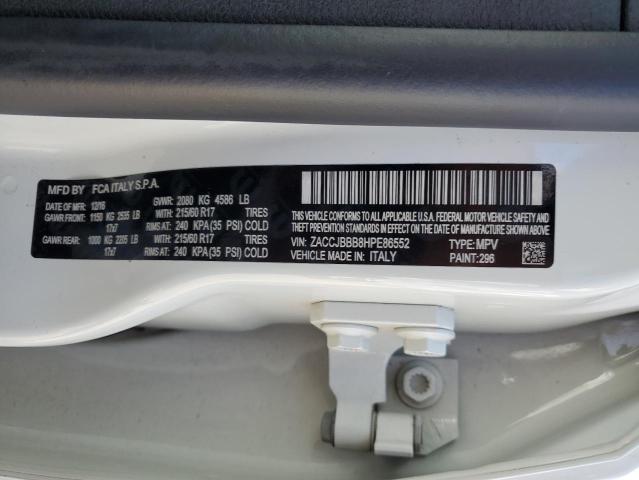 MFD BY FCA ITALY S.P.A.
DATE OF MFR: 12/16 GVWR: 2080 KG 4586 LB
GAWR FRONT: 1150 KG 2535 LB WITH: 215/60 R17 TIRES
17x7 RIMS AT: 240 KPA (35 PSI) COLD
GAWR REAR: 1000 KG 2205 LB WITH: 215/60 R17 TIRES
17x7 RIMS AT: 240 KPA (35 PSI) COLD
THIS VEHICLE CONFORMS TO ALL APPLICABLE U.S.A. FEDERAL MOTOR VEHICLE SAFETY, BUMPER, AND
THEFT PREVENTION STANDARDS IN EFFECT ON THE DATE OF MANUFACTURE SHOWN ABOVE.
VIN: ZACCJBBB8HPE86552 TYPE: MPV
VEHICLE MADE IN: ITALY PAINT: 296